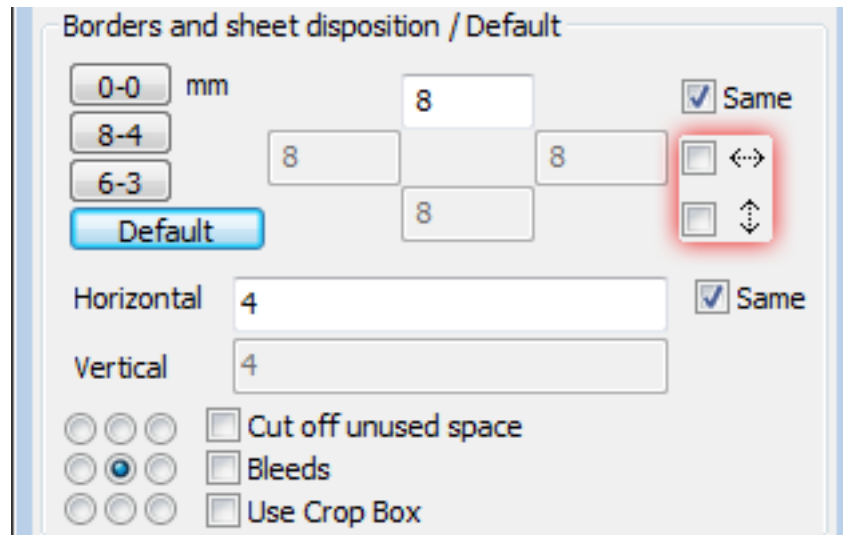 Borders and sheet disposition / Default
0-0 mm 8 Same
8-4
8 8
6-3
8
Default
Horizontal 4 Same
Vertical 4
Cut off unused space
Bleeds
Use Crop Box